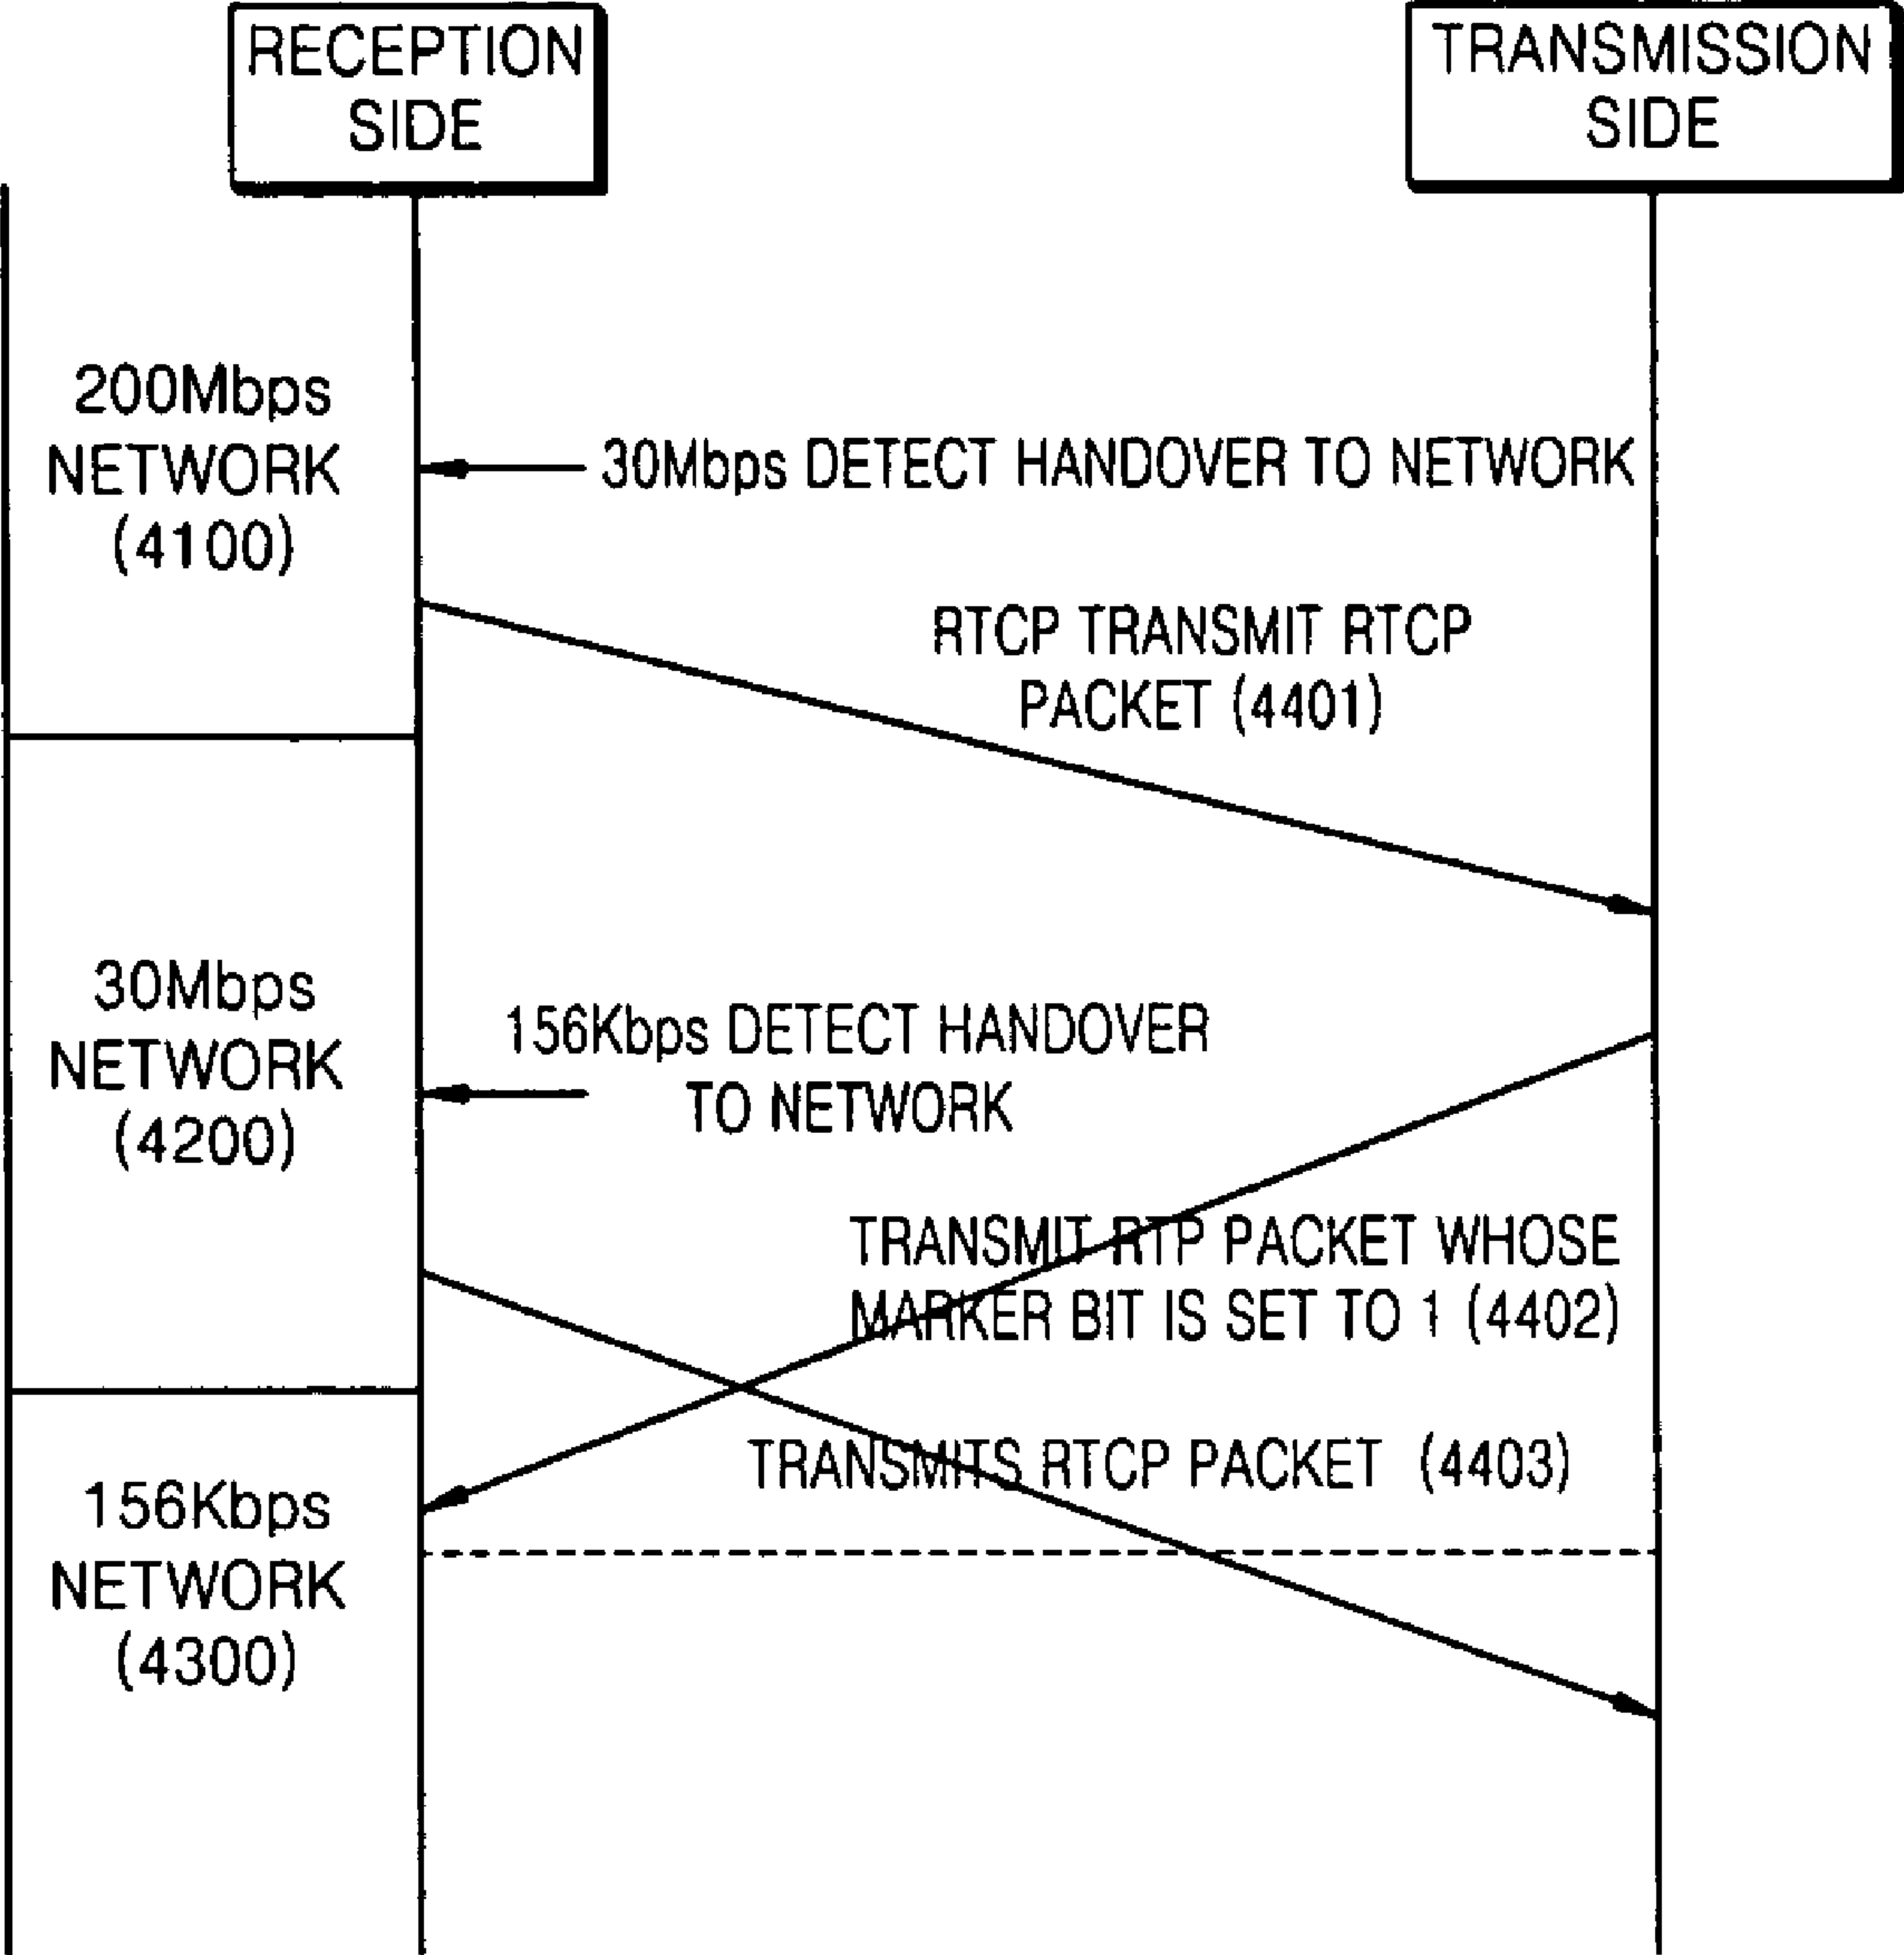 RECEPTION
SIDE
TRANSMISSION
SIDE
200Mbps
NETWORK
(4100)
30Mbps DETECT HANDOVER TO NETWORK
RTCP TRANSMIT RTCP
PACKET (4401)
30Mbps
NETWORK
(4200)
156Kbps DETECT HANDOVER
TO NETWORK
TRANSMIT RTP PACKET WHOSE
MARKER BIT IS SET TO 1 (4402)
TRANSMITS RTCP PACKET (4403)
156Kbps
NETWORK
(4300)